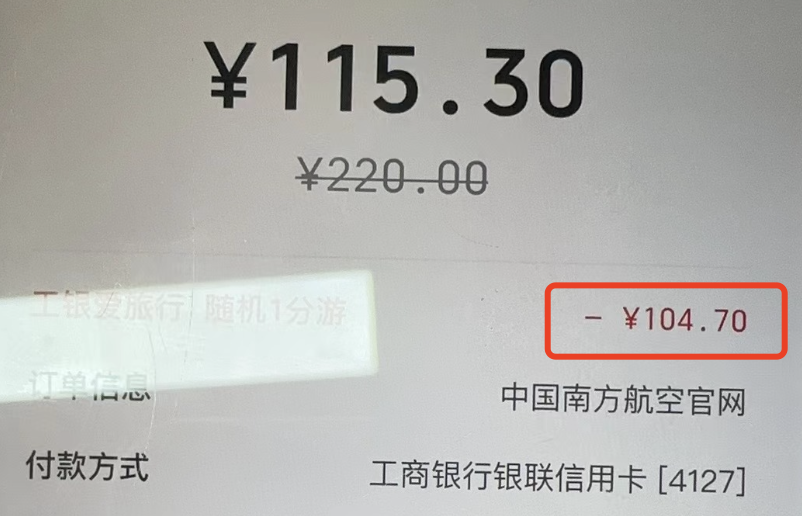 ¥115.30
¥220.00
工银爱旅行 随机1分游 - ¥104.70
订单信息 中国南方航空官网
付款方式 工商银行银联信用卡 [4127]